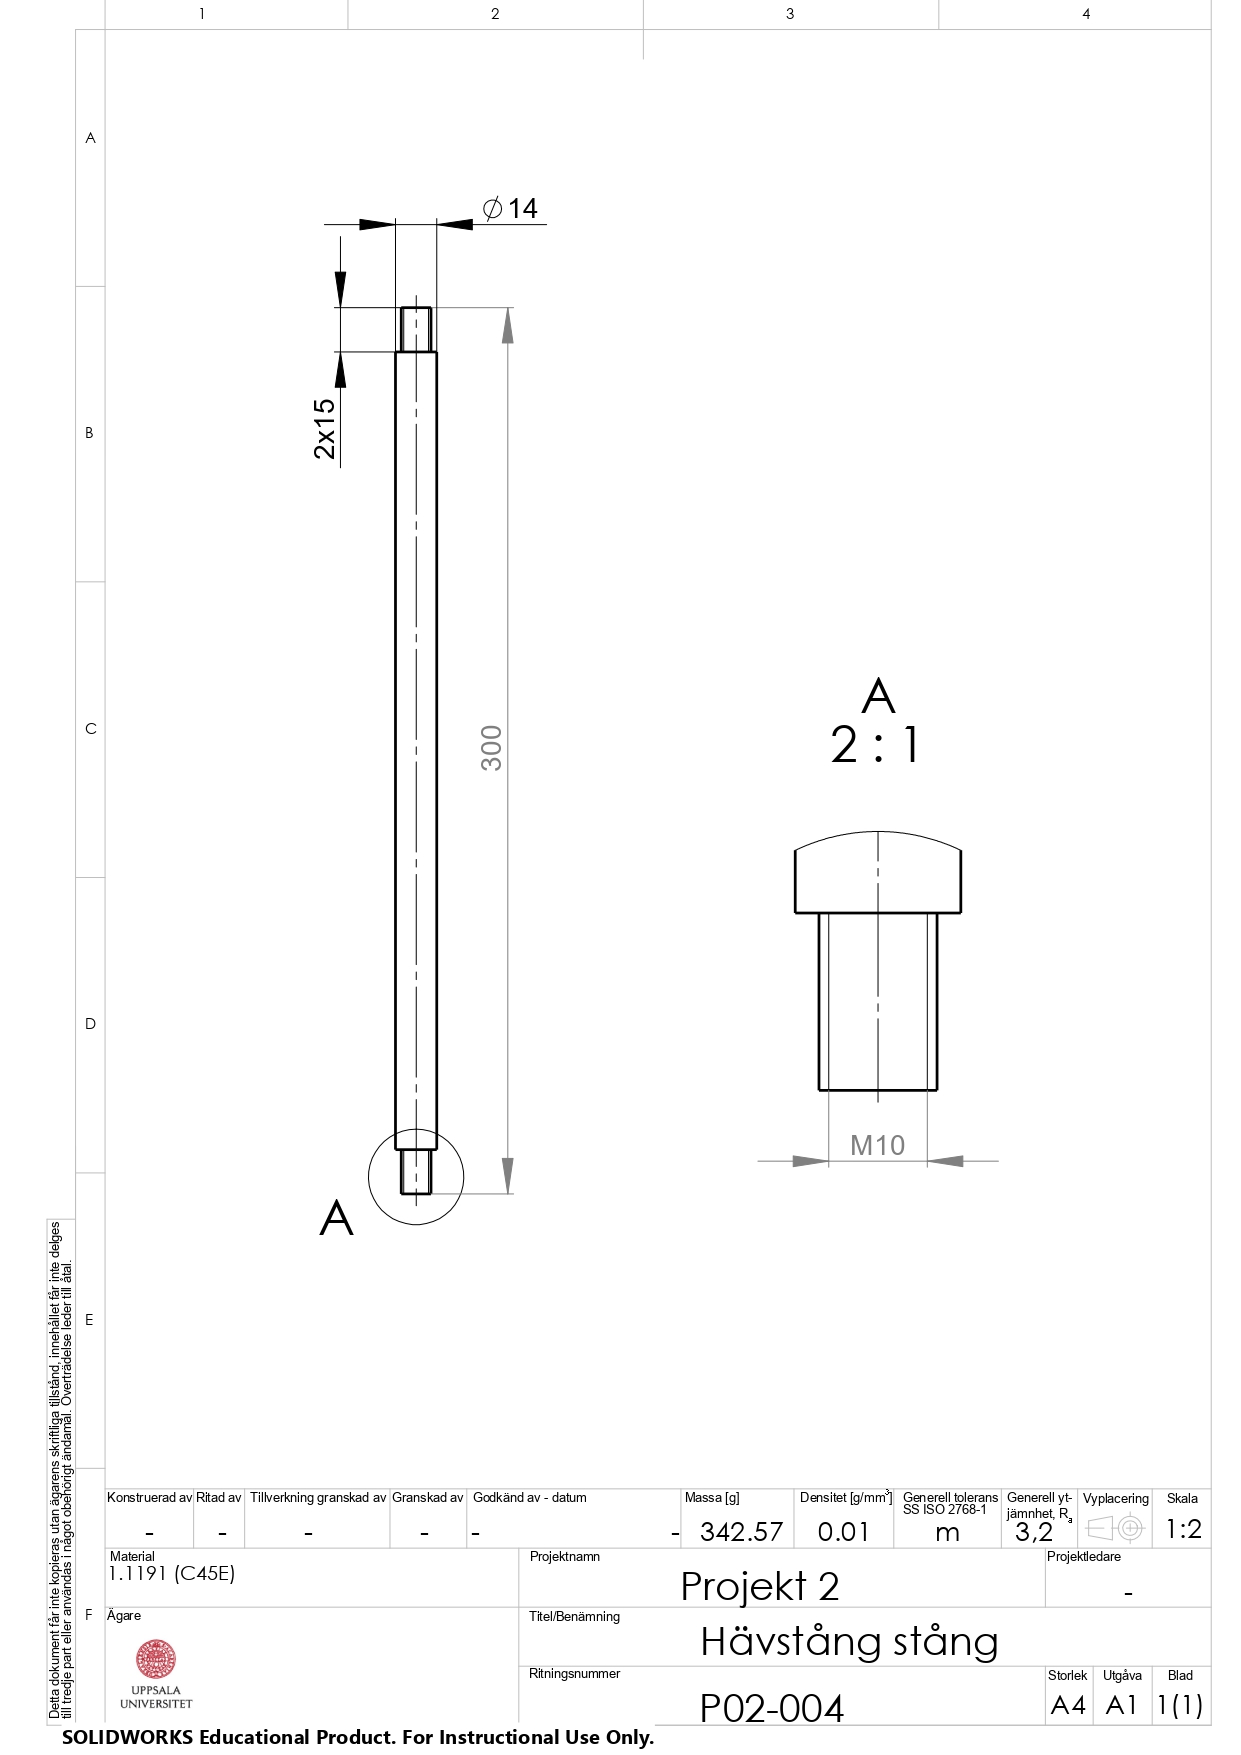 1 2 3 4
A
B
C
D
E
F
⌀14
2x15
300
A
2 : 1
M10
A
Detta dokument får inte kopieras utan ägarens skriftliga tillstånd, innehållet får inte delges
till tredje part eller användas i något obehörigt ändamål. Överträdelse leder till åtal.
Konstruerad av Ritad av Tillverkning granskad av Granskad av Godkänd av - datum Massa [g] Densitet [g/mm³] Generell tolerans Generell yt- Vyplacering Skala
SS ISO 2768-1 jämnhet, Ra
- - - - - - 342.57 0.01 m 3,2 1:2
Material Projektnamn Projektledare
1.1191 (C45E) Projekt 2 -
Ägare Titel/Benämning
Hävstång stång
UPPSALA
UNIVERSITET
Ritningsnummer Storlek Utgåva Blad
P02-004 A4 A1 1(1)
SOLIDWORKS Educational Product. For Instructional Use Only.